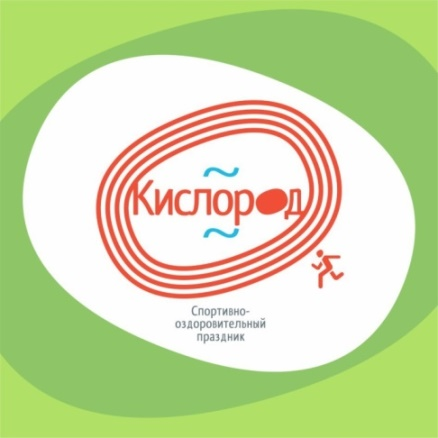 Кислород
Спортивно-
оздоровительный
праздник